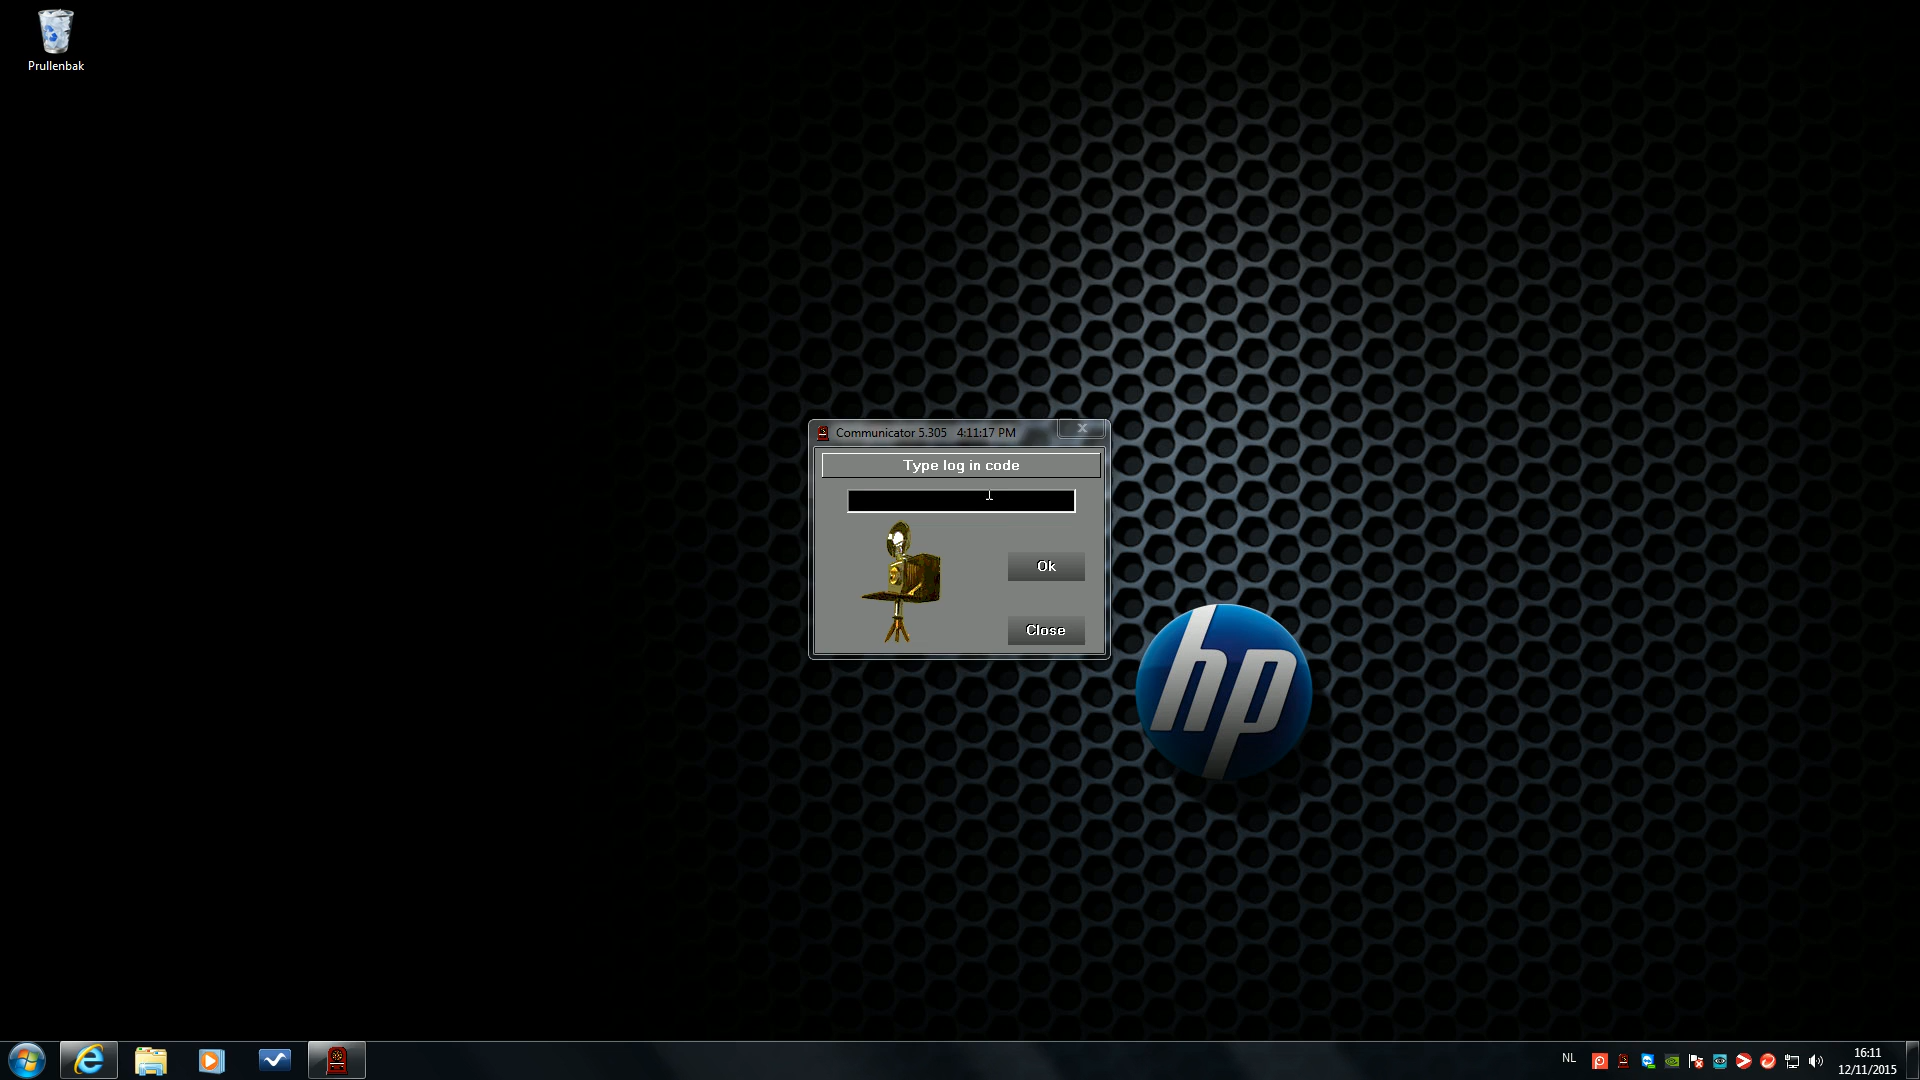 Prullenbak
Communicator 5.305 4:11:17 PM
Type log in code
Ok
Close
hp
NL
16:11
12/11/2015